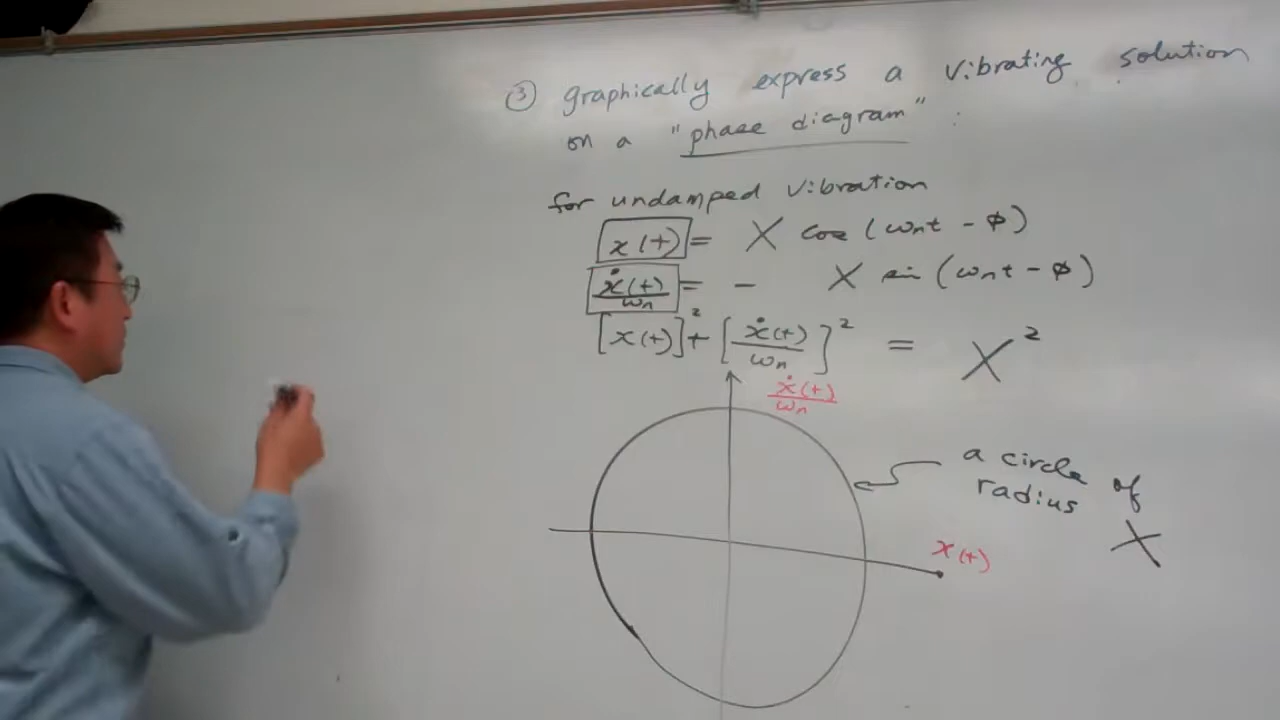 ③ graphically express a vibrating solution
on a "phase diagram" :
for undamped vibration
x(t) = X cos (ωnt - φ)
ẋ(t)/ωn = - X sin (ωnt - φ)
[x(t)]² + [ẋ(t)/ωn]² = X²
ẋ(t)/ωn
a circle of
radius
X
x(t)